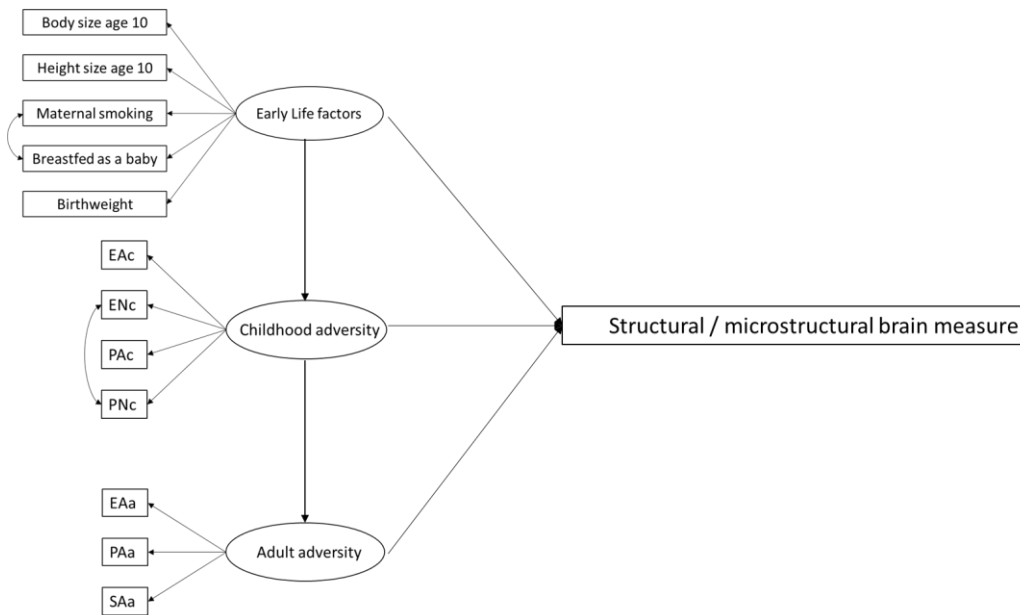 Body size age 10
Height size age 10
Maternal smoking
Breastfed as a baby
Birthweight
Early Life factors
EAc
ENc
PAc
PNc
Childhood adversity
Structural / microstructural brain measure
EAa
PAa
SAa
Adult adversity